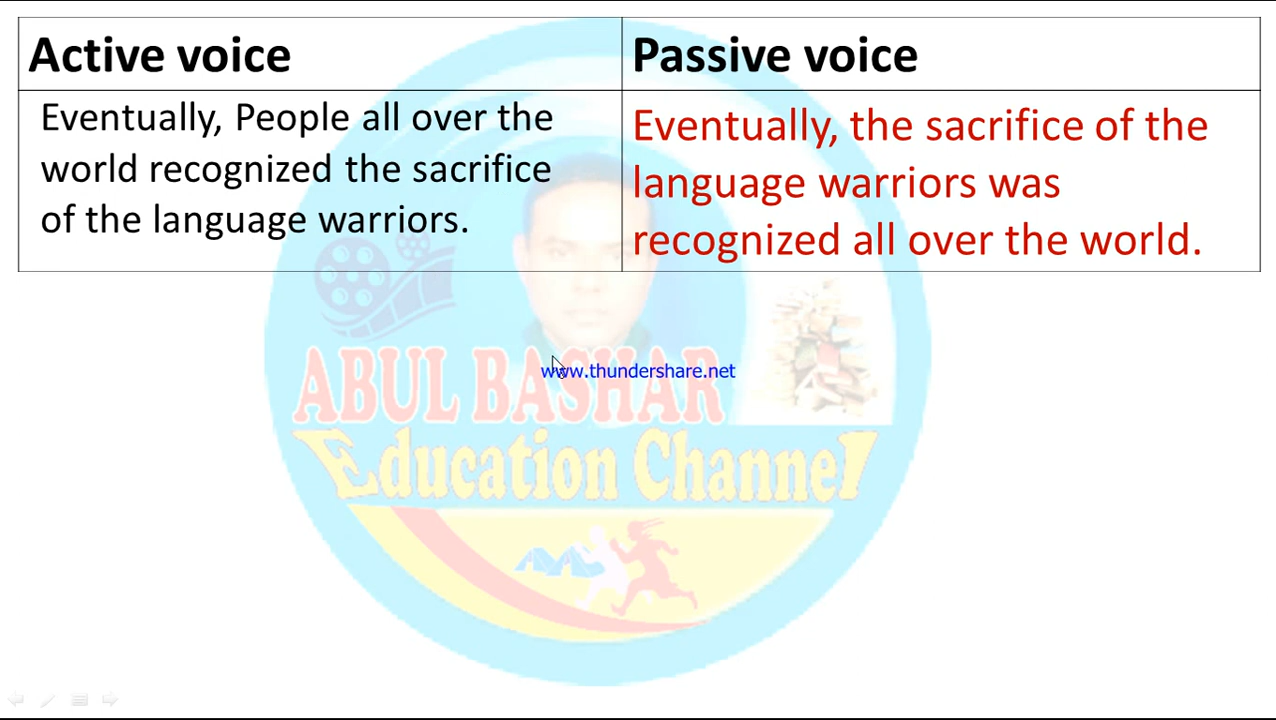 Active voice
Passive voice
Eventually, People all over the
world recognized the sacrifice
of the language warriors.
Eventually, the sacrifice of the
language warriors was
recognized all over the world.
www.thundershare.net
ABUL BASHAR
Education Channel